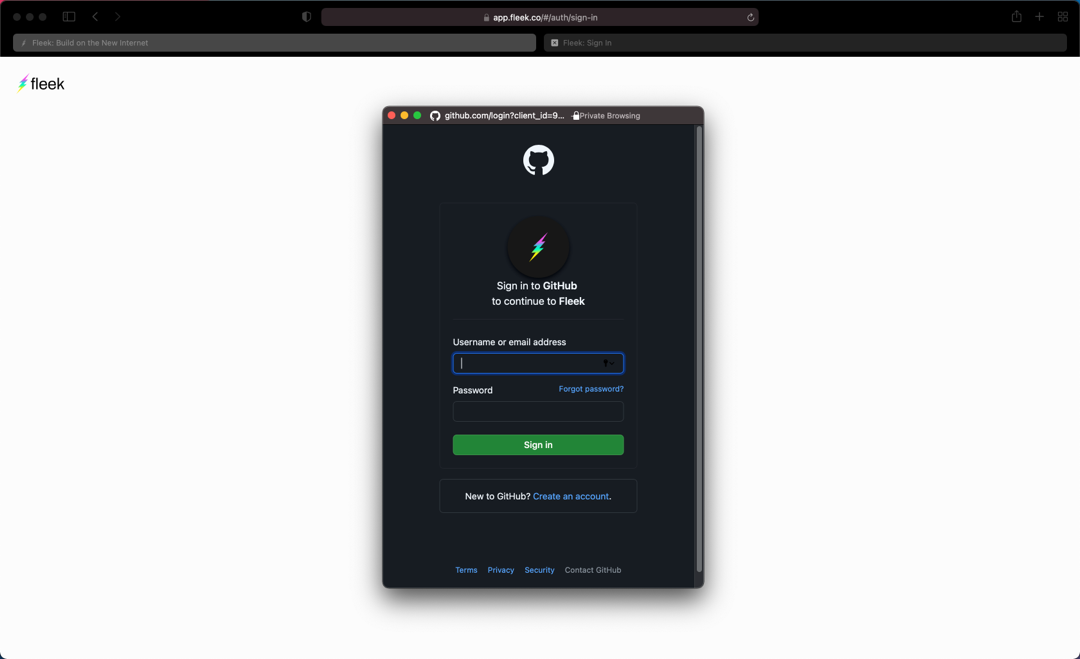 app.fleek.co/#/auth/sign-in
Fleek: Build on the New Internet
Fleek: Sign In
fleek
github.com/login?client_id=9... Private Browsing
Sign in to GitHub
to continue to Fleek
Username or email address
Password Forgot password?
Sign in
New to GitHub? Create an account.
Terms Privacy Security Contact GitHub